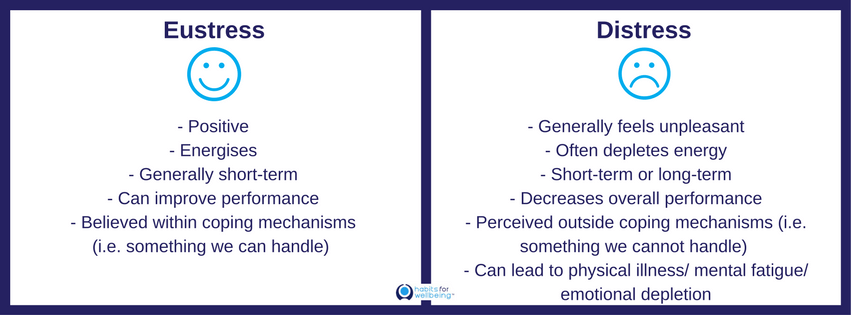 Eustress
- Positive
- Energises
- Generally short-term
- Can improve performance
- Believed within coping mechanisms
(i.e. something we can handle)
Distress
- Generally feels unpleasant
- Often depletes energy
- Short-term or long-term
- Decreases overall performance
- Perceived outside coping mechanisms (i.e.
something we cannot handle)
- Can lead to physical illness/ mental fatigue/
emotional depletion
habits for
wellbeing™